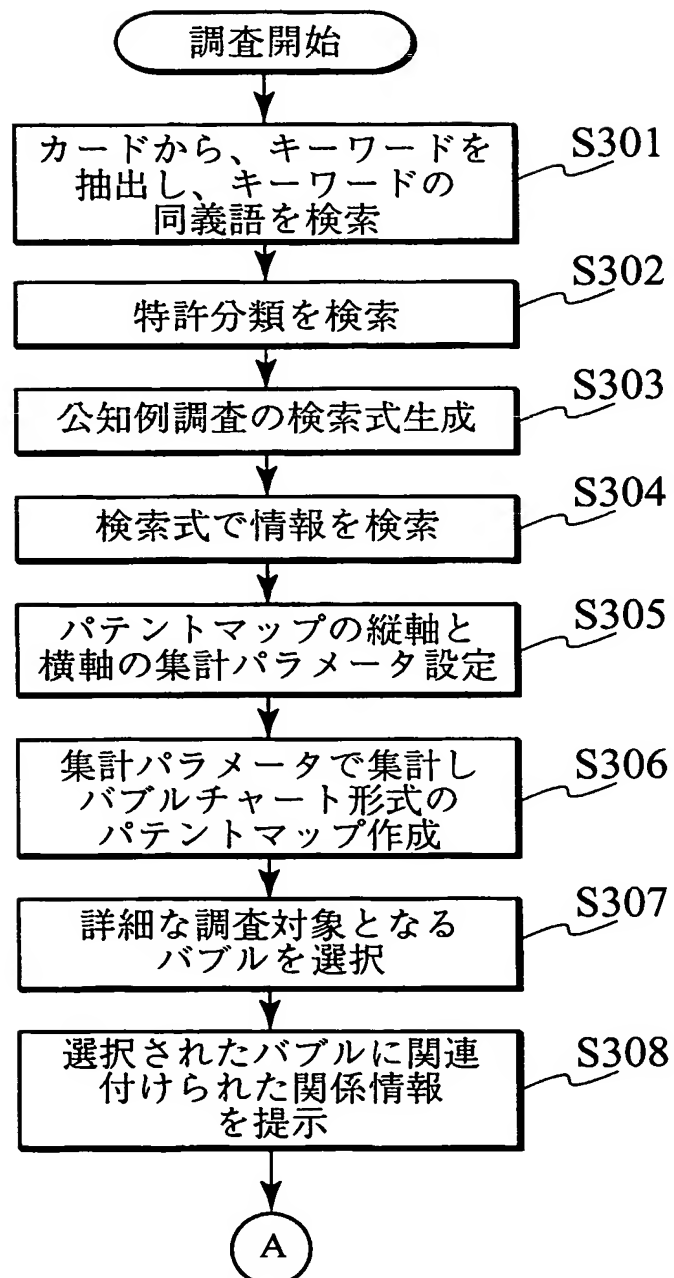 調査開始
カードから、キーワードを
抽出し、キーワードの
同義語を検索
S301
特許分類を検索
S302
公知例調査の検索式生成
S303
検索式で情報を検索
S304
パテントマップの縦軸と
横軸の集計パラメータ設定
S305
集計パラメータで集計し
バブルチャート形式の
パテントマップ作成
S306
詳細な調査対象となる
バブルを選択
S307
選択されたバブルに関連
付けられた関係情報
を提示
S308
A